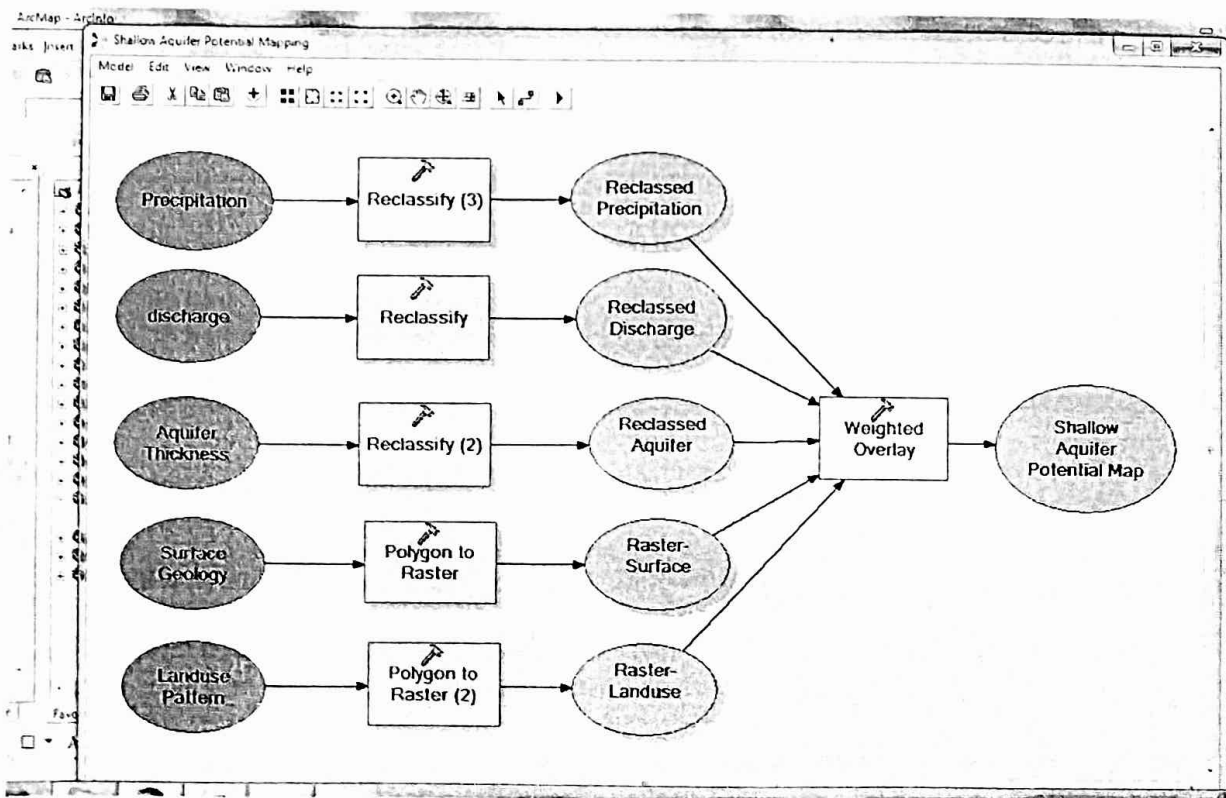 ArcMap - ArcInfo
Shallow Aquifer Potential Mapping
Insert
Model Edit View Window Help
Precipitation
Reclassify (3)
Reclassed
Precipitation
discharge
Reclassify
Reclassed
Discharge
Aquifer
Thickness
Reclassify (2)
Reclassed
Aquifer
Weighted
Overlay
Shallow
Aquifer
Potential Map
Surface
Geology
Polygon to
Raster
Raster-
Surface
Landuse
Pattern
Polygon to
Raster (2)
Raster-
Landuse